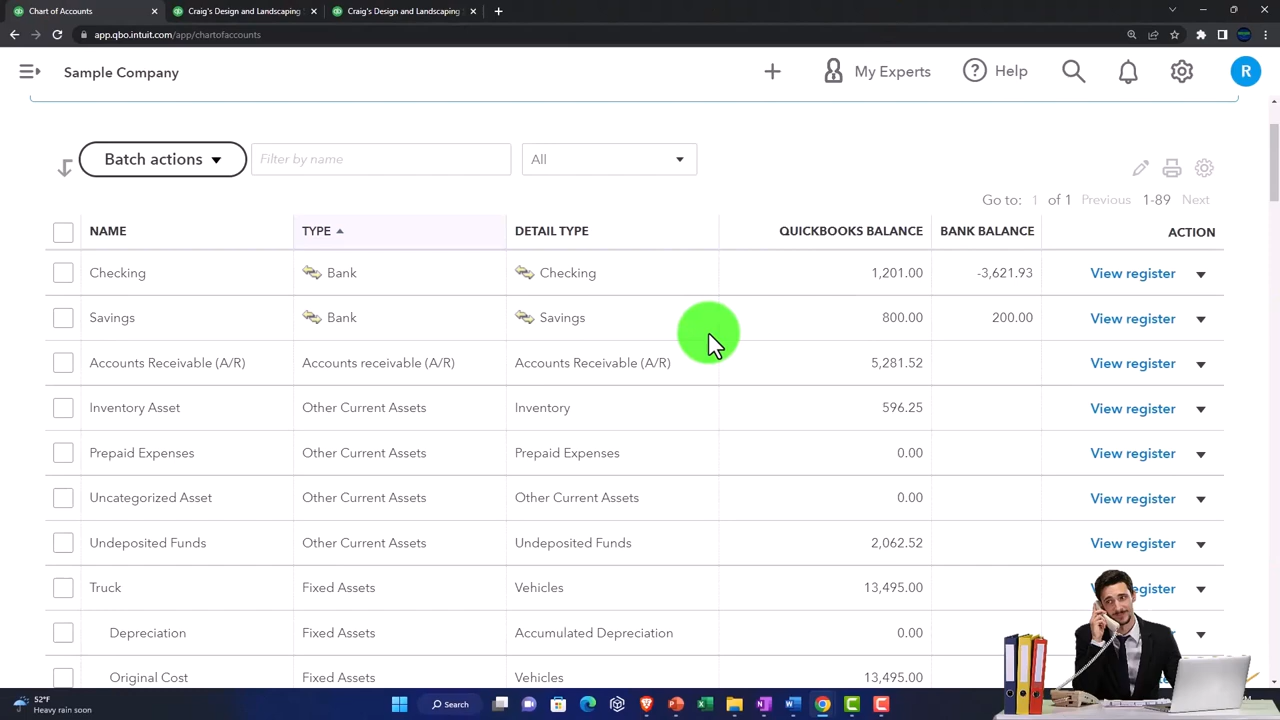 Chart of Accounts
Craig's Design and Landscaping
Craig's Design and Landscaping
app.qbo.intuit.com/app/chartofaccounts
Sample Company
My Experts
Help
R
Batch actions
Filter by name
All
Go to: 1 of 1 Previous 1-89 Next
NAME TYPE DETAIL TYPE QUICKBOOKS BALANCE BANK BALANCE ACTION
Checking Bank Checking 1,201.00 -3,621.93 View register
Savings Bank Savings 800.00 200.00 View register
Accounts Receivable (A/R) Accounts receivable (A/R) Accounts Receivable (A/R) 5,281.52 View register
Inventory Asset Other Current Assets Inventory 596.25 View register
Prepaid Expenses Other Current Assets Prepaid Expenses 0.00 View register
Uncategorized Asset Other Current Assets Other Current Assets 0.00 View register
Undeposited Funds Other Current Assets Undeposited Funds 2,062.52 View register
Truck Fixed Assets Vehicles 13,495.00 register
Depreciation Fixed Assets Accumulated Depreciation 0.00
Original Cost Fixed Assets Vehicles 13,495.00
52°F
Heavy rain soon
Search